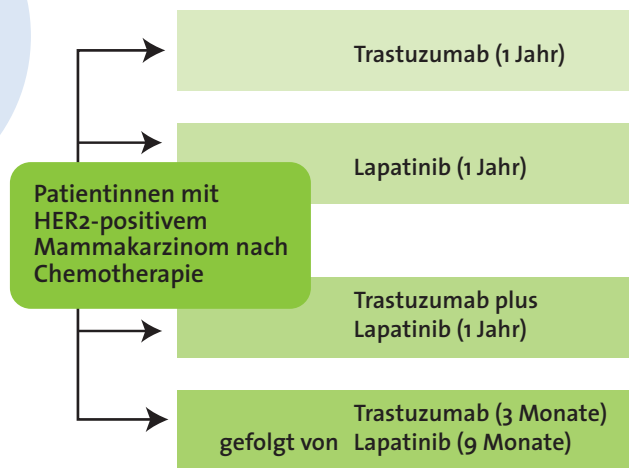 Trastuzumab (1 Jahr)
Lapatinib (1 Jahr)
Patientinnen mit
HER2-positivem
Mammakarzinom nach
Chemotherapie
Trastuzumab plus
Lapatinib (1 Jahr)
Trastuzumab (3 Monate)
gefolgt von Lapatinib (9 Monate)